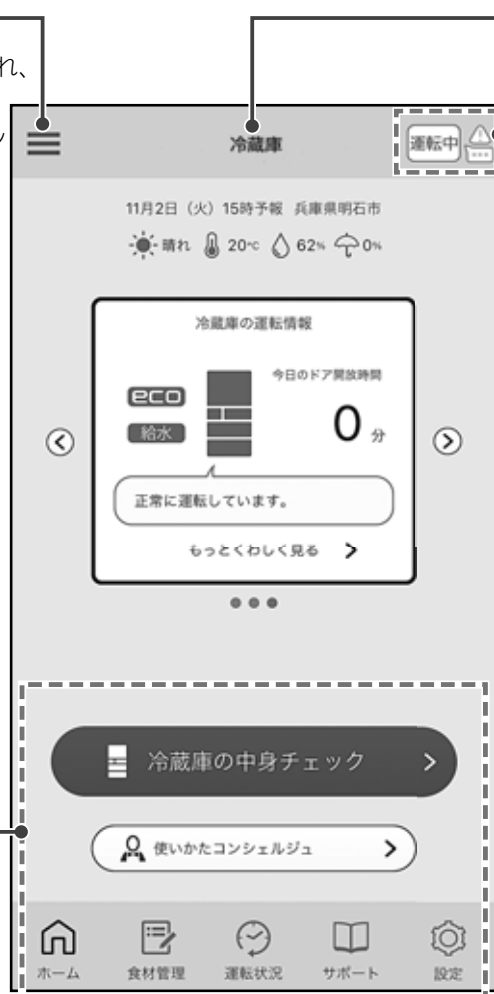 れ、
冷蔵庫
運転中
11月2日（火）15時予報 兵庫県明石市
晴れ 20℃ 62% 0%
冷蔵庫の運転情報
今日のドア開放時間
eco
給水
0分
正常に運転しています。
もっとくわしく見る
冷蔵庫の中身チェック
使いかたコンシェルジュ
ホーム 食材管理 運転状況 サポート 設定